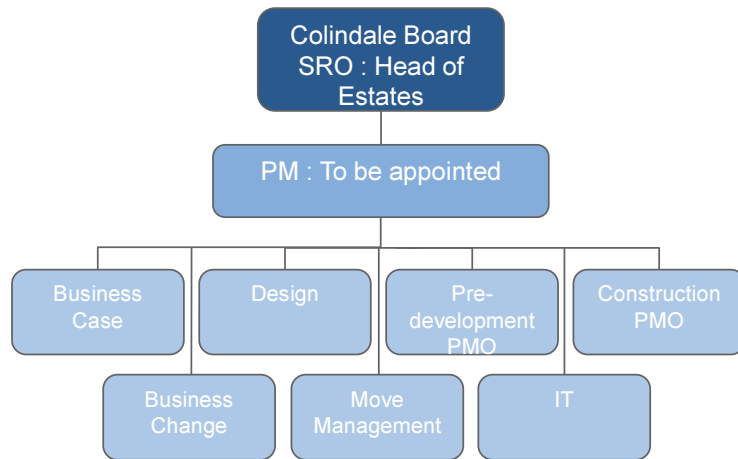 Colindale Board
SRO : Head of
Estates
PM : To be appointed
Business
Case
Design
Pre-
development
PMO
Construction
PMO
Business
Change
Move
Management
IT